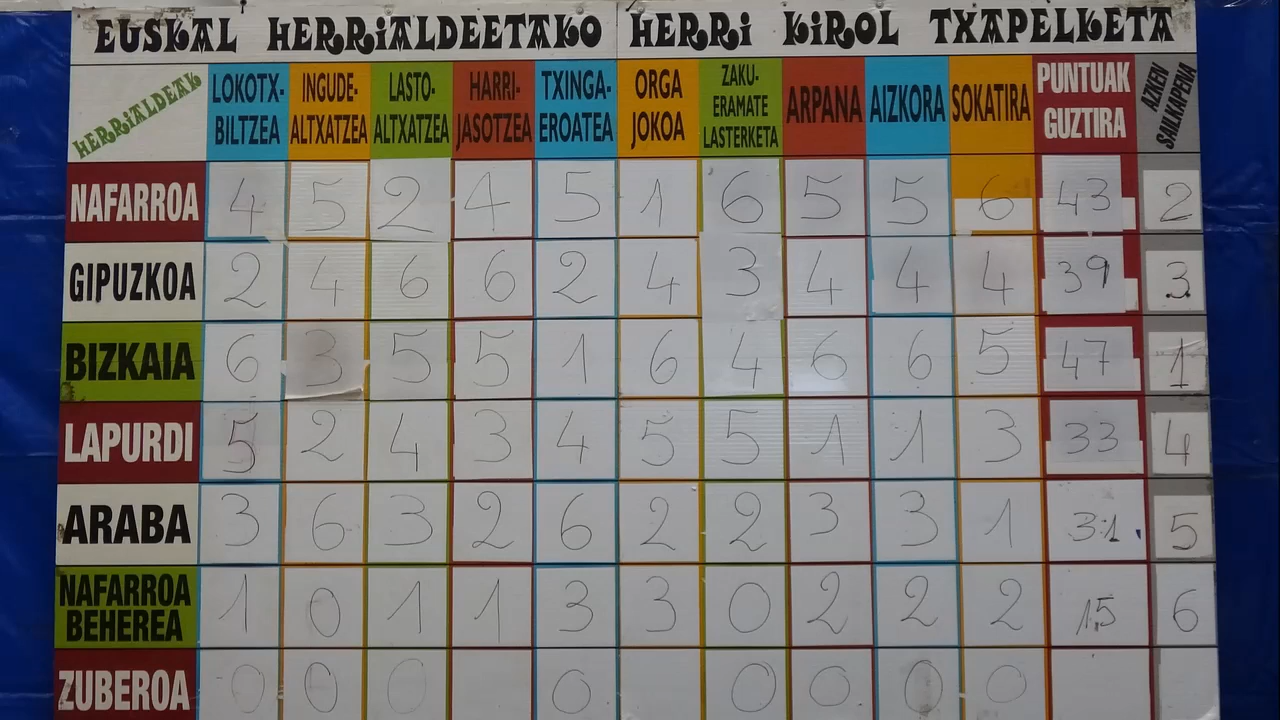 EUSKAL HERRIALDEETAKO HERRI KIROL TXAPELKETA
HERRIALDEAK LOKOTX-BILTZEA INGUDE-ALTXATZEA LASTO-ALTXATZEA HARRI-JASOTZEA TXINGA-EROATEA ORGA JOKOA ZAKU-ERAMATE LASTERKETA ARPANA AIZKORA SOKATIRA PUNTUAK GUZTIRA AZKEN SAILKAPENA
NAFARROA 4 5 2 4 5 1 6 5 5 6 43 2
GIPUZKOA 2 4 6 6 2 4 3 4 4 4 39 3
BIZKAIA 6 3 5 5 1 6 4 6 6 5 47 1
LAPURDI 5 2 4 3 4 5 5 1 1 3 33 4
ARABA 3 6 3 2 6 2 2 3 3 1 31 5
NAFARROA BEHEREA 1 0 1 1 3 3 0 2 2 2 15 6
ZUBEROA 0 0 0 0 0 0 0 0